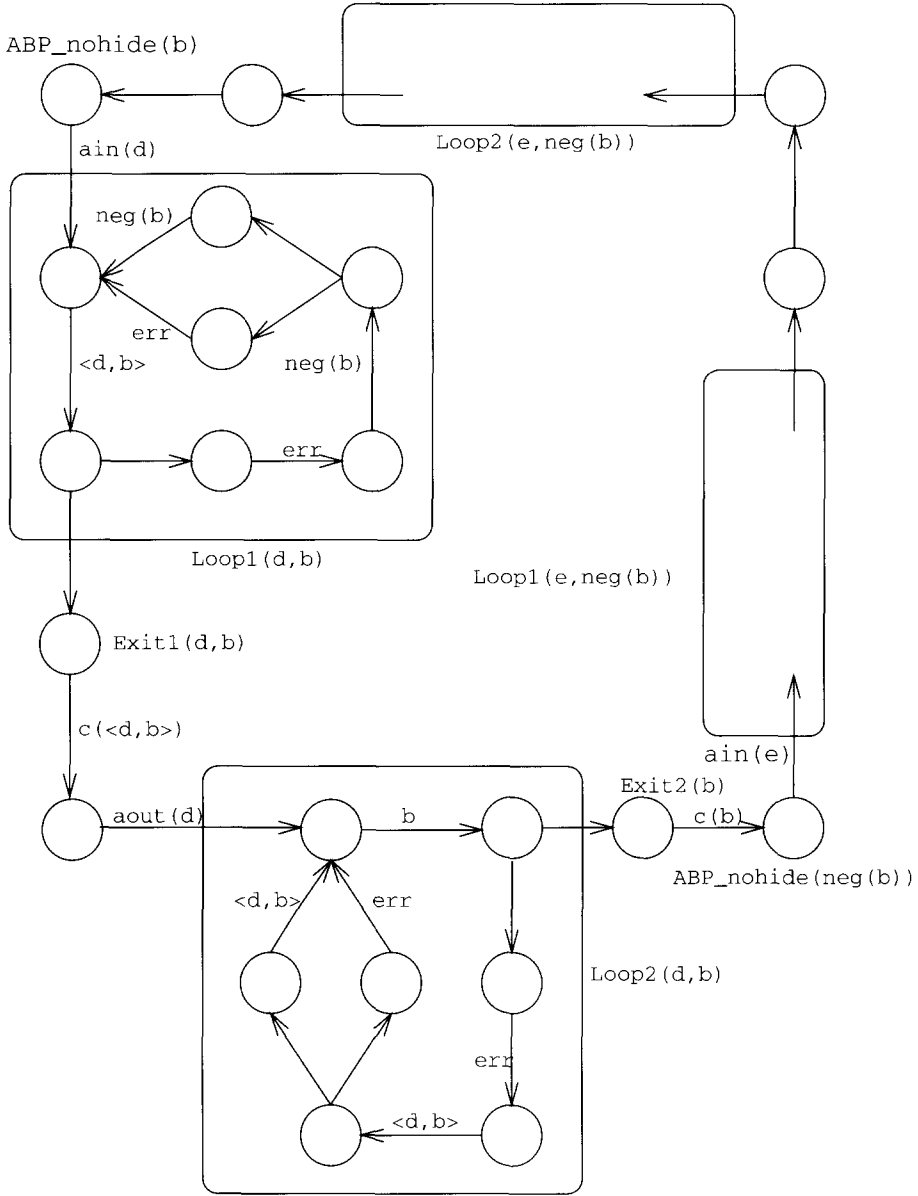 ABP_nohide(b)
Loop2(e,neg(b))
ain(d)
neg(b)
err
<d,b>
neg(b)
err
Loop1(d,b)
Loop1(e,neg(b))
Exit1(d,b)
c(<d,b>)
ain(e)
Exit2(b)
aout(d)
b
c(b)
ABP_nohide(neg(b))
<d,b>
err
Loop2(d,b)
err
<d,b>